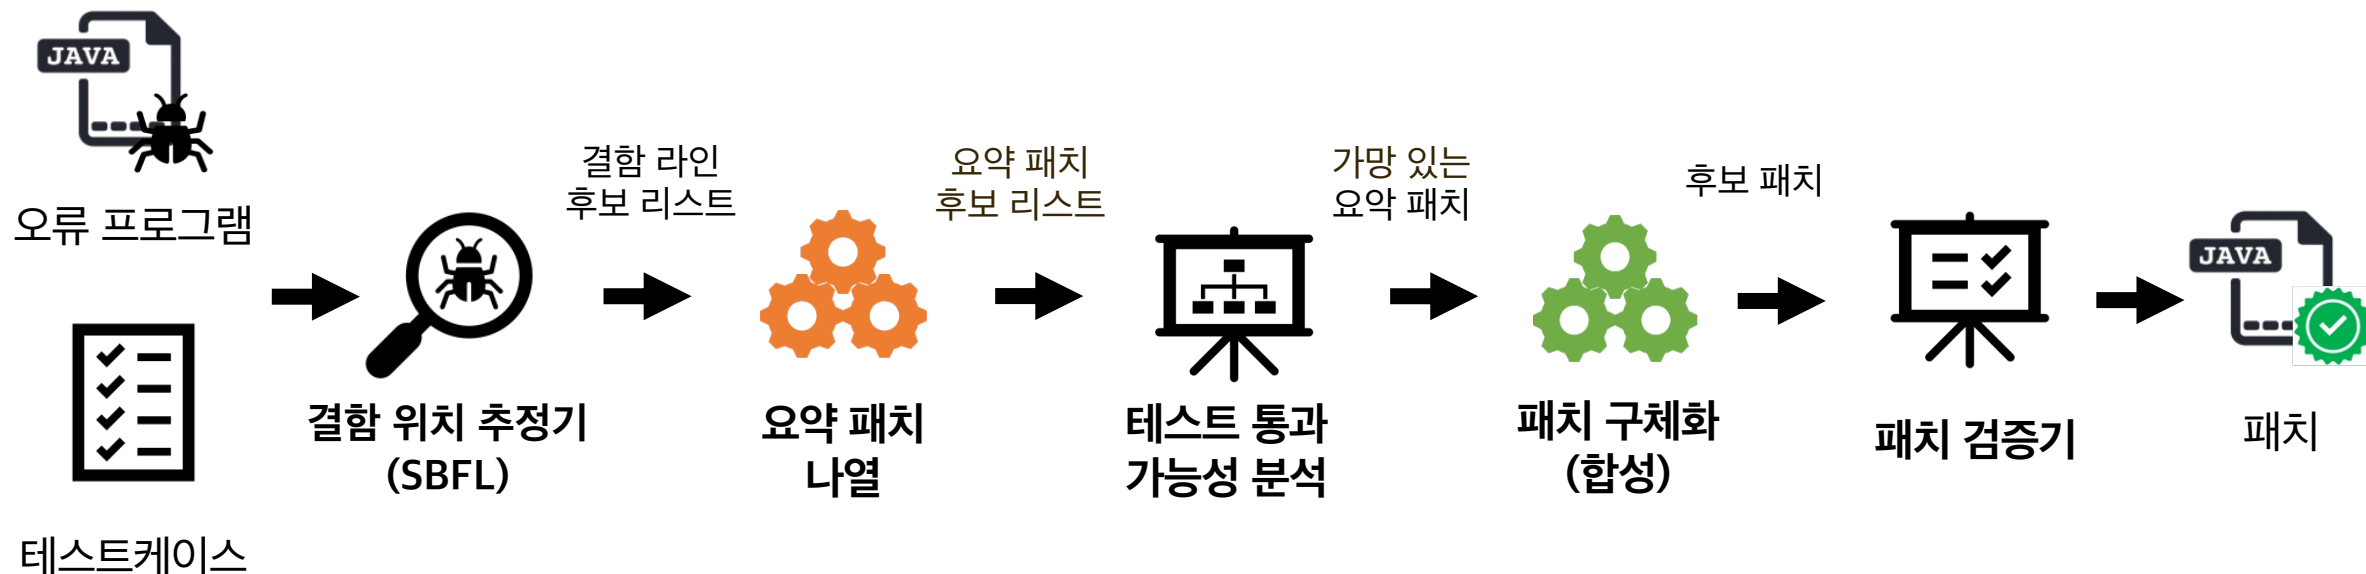 JAVA
오류 프로그램
테스트케이스
결함 위치 추정기
(SBFL)
결함 라인
후보 리스트
요약 패치
나열
요약 패치
후보 리스트
테스트 통과
가능성 분석
가망 있는
요악 패치
패치 구체화
(합성)
후보 패치
패치 검증기
JAVA
패치